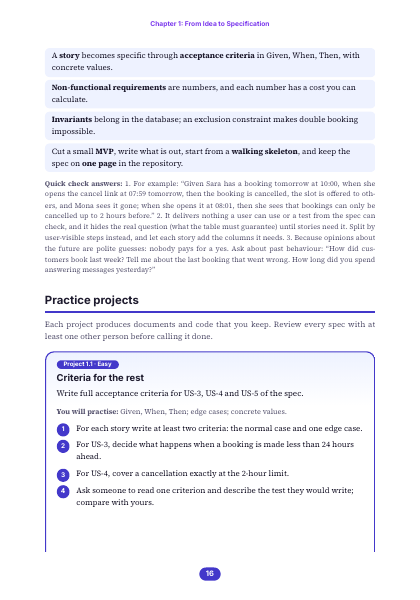 Chapter 1: From Idea to Specification
A story becomes specific through acceptance criteria in Given, When, Then, with
concrete values.
Non-functional requirements are numbers, and each number has a cost you can
calculate.
Invariants belong in the database; an exclusion constraint makes double booking
impossible.
Cut a small MVP, write what is out, start from a walking skeleton, and keep the
spec on one page in the repository.
Quick check answers: 1. For example: "Given Sara has a booking tomorrow at 10:00, when she
opens the cancel link at 07:59 tomorrow, then the booking is cancelled, the slot is offered to oth-
ers, and Mona sees it gone; when she opens it at 08:01, then she sees that bookings can only be
cancelled up to 2 hours before." 2. It delivers nothing a user can use or a test from the spec can
check, and it hides the real question (what the table must guarantee) until stories need it. Split by
user-visible steps instead, and let each story add the columns it needs. 3. Because opinions about
the future are polite guesses: nobody pays for a yes. Ask about past behaviour: "How did cus-
tomers book last week? Tell me about the last booking that went wrong. How long did you spend
answering messages yesterday?"
Practice projects
Each project produces documents and code that you keep. Review every spec with at
least one other person before calling it done.
Project 1.1 · Easy
Criteria for the rest
Write full acceptance criteria for US-3, US-4 and US-5 of the spec.
You will practise: Given, When, Then; edge cases; concrete values.
1 For each story write at least two criteria: the normal case and one edge case.
2 For US-3, decide what happens when a booking is made less than 24 hours
ahead.
3 For US-4, cover a cancellation exactly at the 2-hour limit.
4 Ask someone to read one criterion and describe the test they would write;
compare with yours.
16